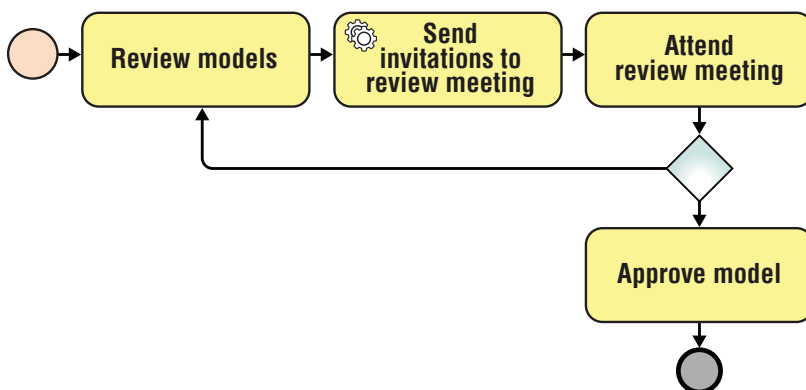 Review models
Send
invitations to
review meeting
Attend
review meeting
Approve model